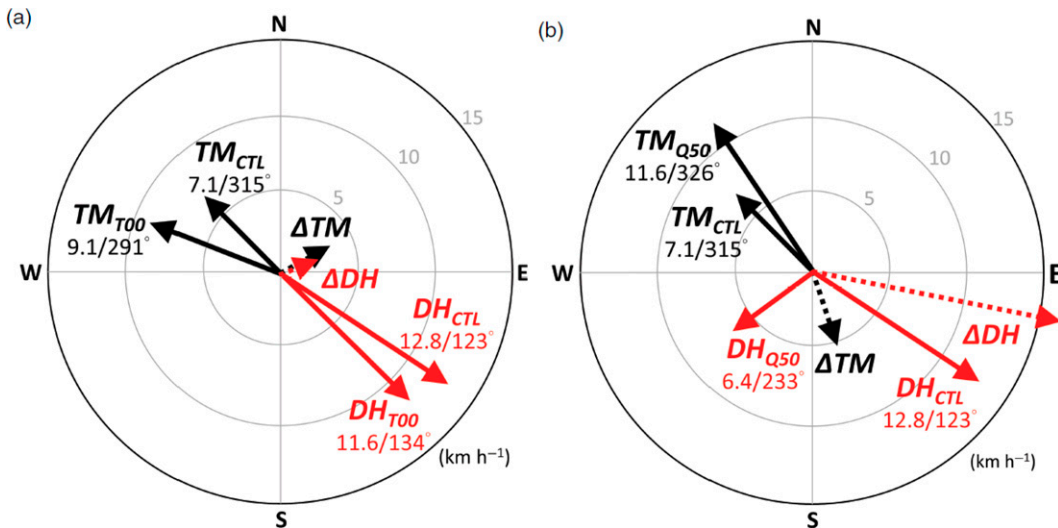 (a)
N
15
10
5
TM_CTL
7.1/315°
TM_T00
9.1/291°
ΔTM
W
E
ΔDH
DH_CTL
12.8/123°
DH_T00
11.6/134°
(km h⁻¹)
S
(b)
N
15
10
5
TM_Q50
11.6/326°
TM_CTL
7.1/315°
W
E
ΔDH
DH_Q50
6.4/233°
ΔTM
DH_CTL
12.8/123°
(km h⁻¹)
S